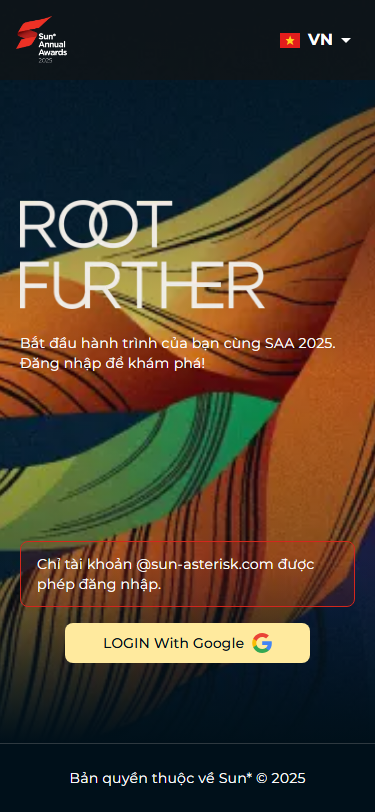 Sun*
Annual
Awards
2025
VN
ROOT
FURTHER
Bắt đầu hành trình của bạn cùng SAA 2025.
Đăng nhập để khám phá!
Chỉ tài khoản @sun-asterisk.com được
phép đăng nhập.
LOGIN With Google
Bản quyền thuộc về Sun* © 2025